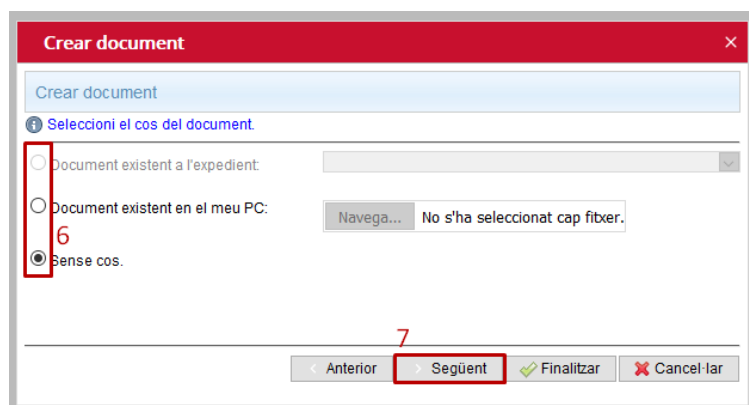 Crear document
Crear document
Seleccioni el cos del document.
Document existent a l'expedient:
Document existent en el meu PC:
Navega... No s'ha seleccionat cap fitxer.
6
Sense cos.
7
Anterior Següent Finalitzar Cancel·lar